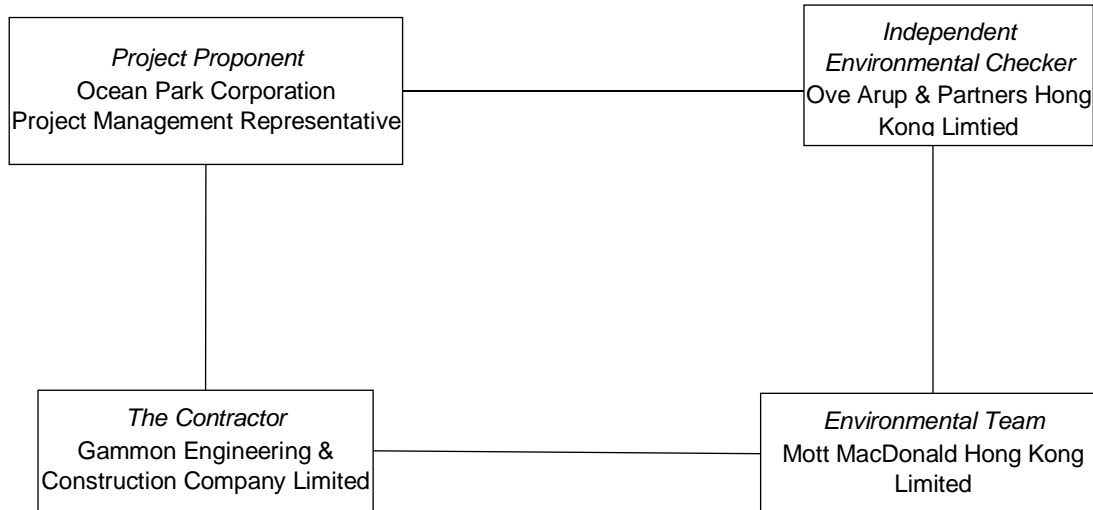 Project Proponent
Ocean Park Corporation
Project Management Representative
Independent
Environmental Checker
Ove Arup & Partners Hong
Kong Limtied
The Contractor
Gammon Engineering &
Construction Company Limited
Environmental Team
Mott MacDonald Hong Kong
Limited